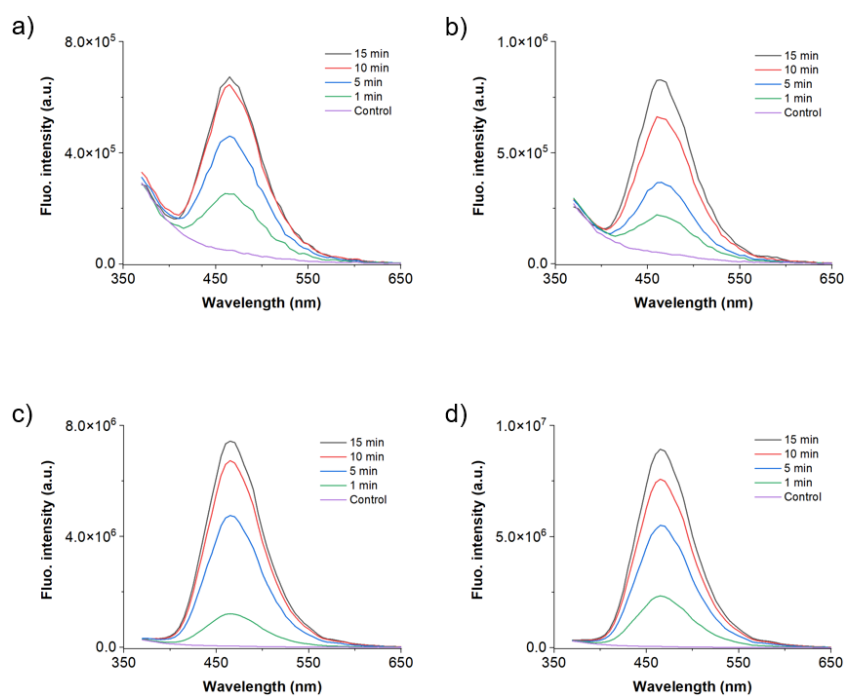 a)
8.0×10⁵
4.0×10⁵
0.0
Fluo. intensity (a.u.)
15 min
10 min
5 min
1 min
Control
350 450 550 650
Wavelength (nm)
b)
1.0×10⁶
5.0×10⁵
0.0
Fluo. intensity (a.u.)
15 min
10 min
5 min
1 min
Control
350 450 550 650
Wavelength (nm)
c)
8.0×10⁶
4.0×10⁶
0.0
Fluo. intensity (a.u.)
15 min
10 min
5 min
1 min
Control
350 450 550 650
Wavelength (nm)
d)
1.0×10⁷
5.0×10⁶
0.0
Fluo. intensity (a.u.)
15 min
10 min
5 min
1 min
Control
350 450 550 650
Wavelength (nm)